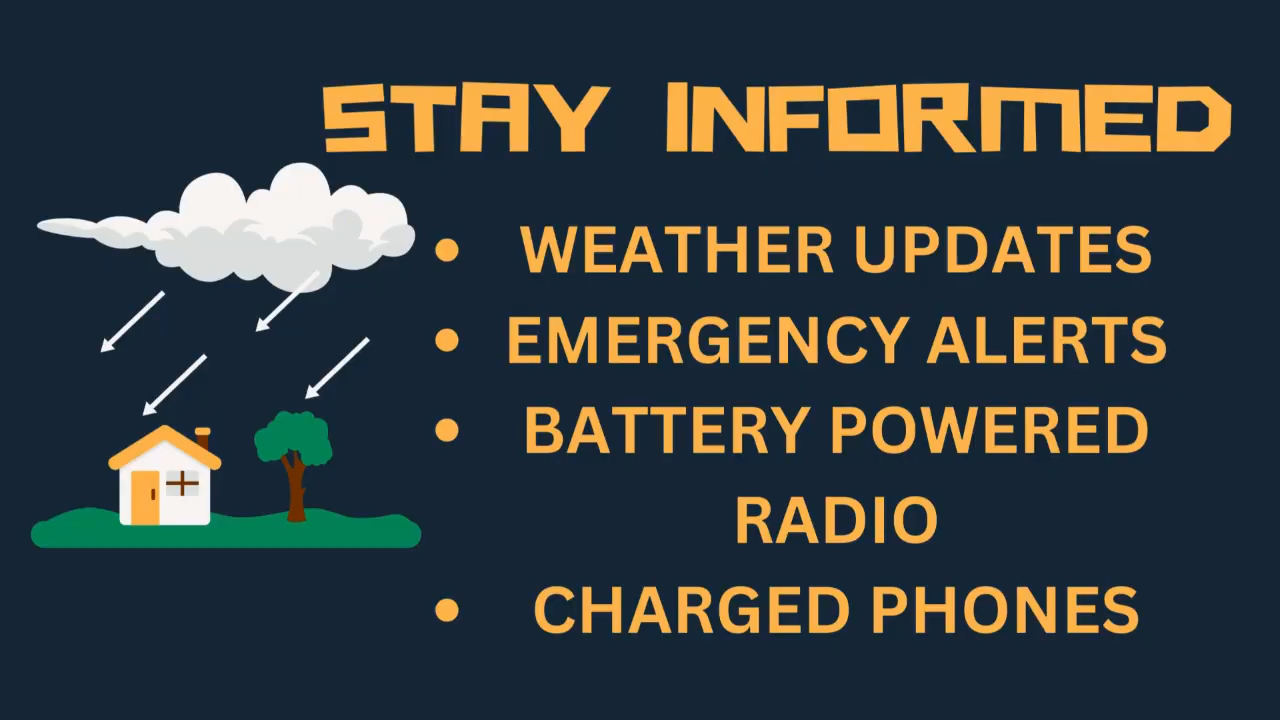 STAY INFORMED
• WEATHER UPDATES
• EMERGENCY ALERTS
• BATTERY POWERED
RADIO
• CHARGED PHONES